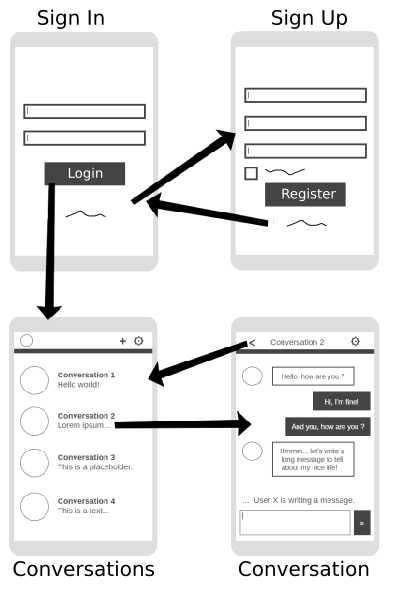 Sign In
Sign Up
Login
Register
+
< Conversation 2
Conversation 1
Hello world!
Conversation 2
Lorem ipsum...
Conversation 3
This is a placeholder.
Conversation 4
This is a text...
Hello, how are you ?
Hi, I'm fine!
And you, how are you ?
Hmmm... let's write a
long message to tell
about my nice life!
... User X is writing a message.
»
Conversations
Conversation